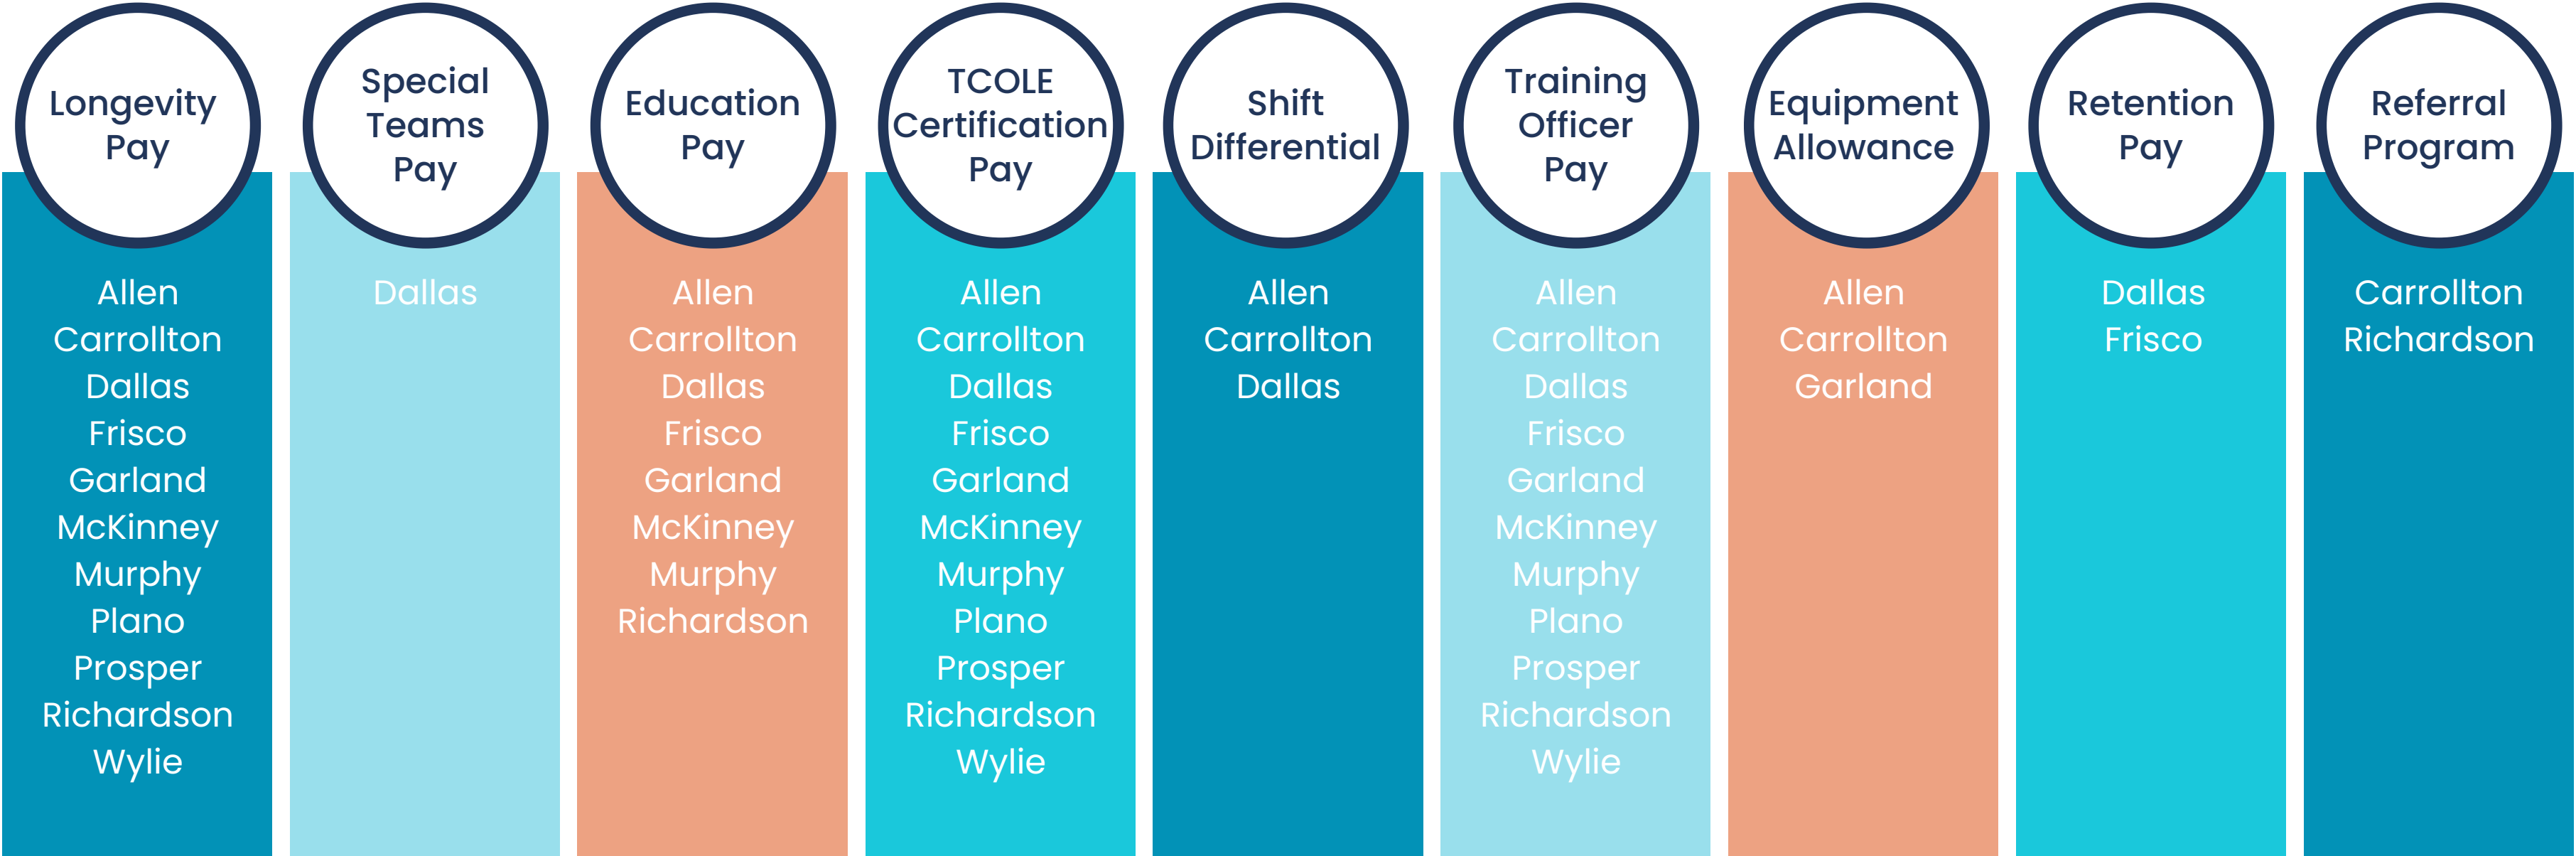 Longevity
Pay
Allen
Carrollton
Dallas
Frisco
Garland
McKinney
Murphy
Plano
Prosper
Richardson
Wylie
Special
Teams
Pay
Dallas
Education
Pay
Allen
Carrollton
Dallas
Frisco
Garland
McKinney
Murphy
Richardson
TCOLE
Certification
Pay
Allen
Carrollton
Dallas
Frisco
Garland
McKinney
Murphy
Plano
Prosper
Richardson
Wylie
Shift
Differential
Allen
Carrollton
Dallas
Training
Officer
Pay
Allen
Carrollton
Dallas
Frisco
Garland
McKinney
Murphy
Plano
Prosper
Richardson
Wylie
Equipment
Allowance
Allen
Carrollton
Garland
Retention
Pay
Dallas
Frisco
Referral
Program
Carrollton
Richardson